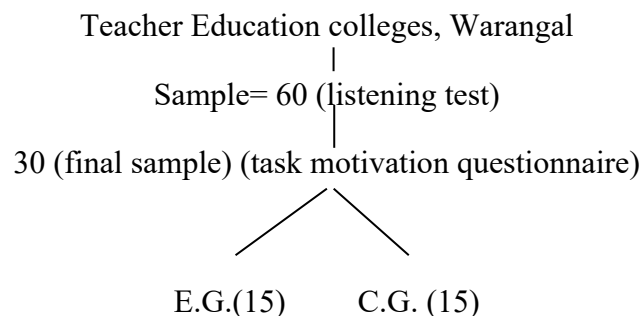 Teacher Education colleges, Warangal
Sample= 60 (listening test)
30 (final sample) (task motivation questionnaire)
E.G.(15) C.G. (15)